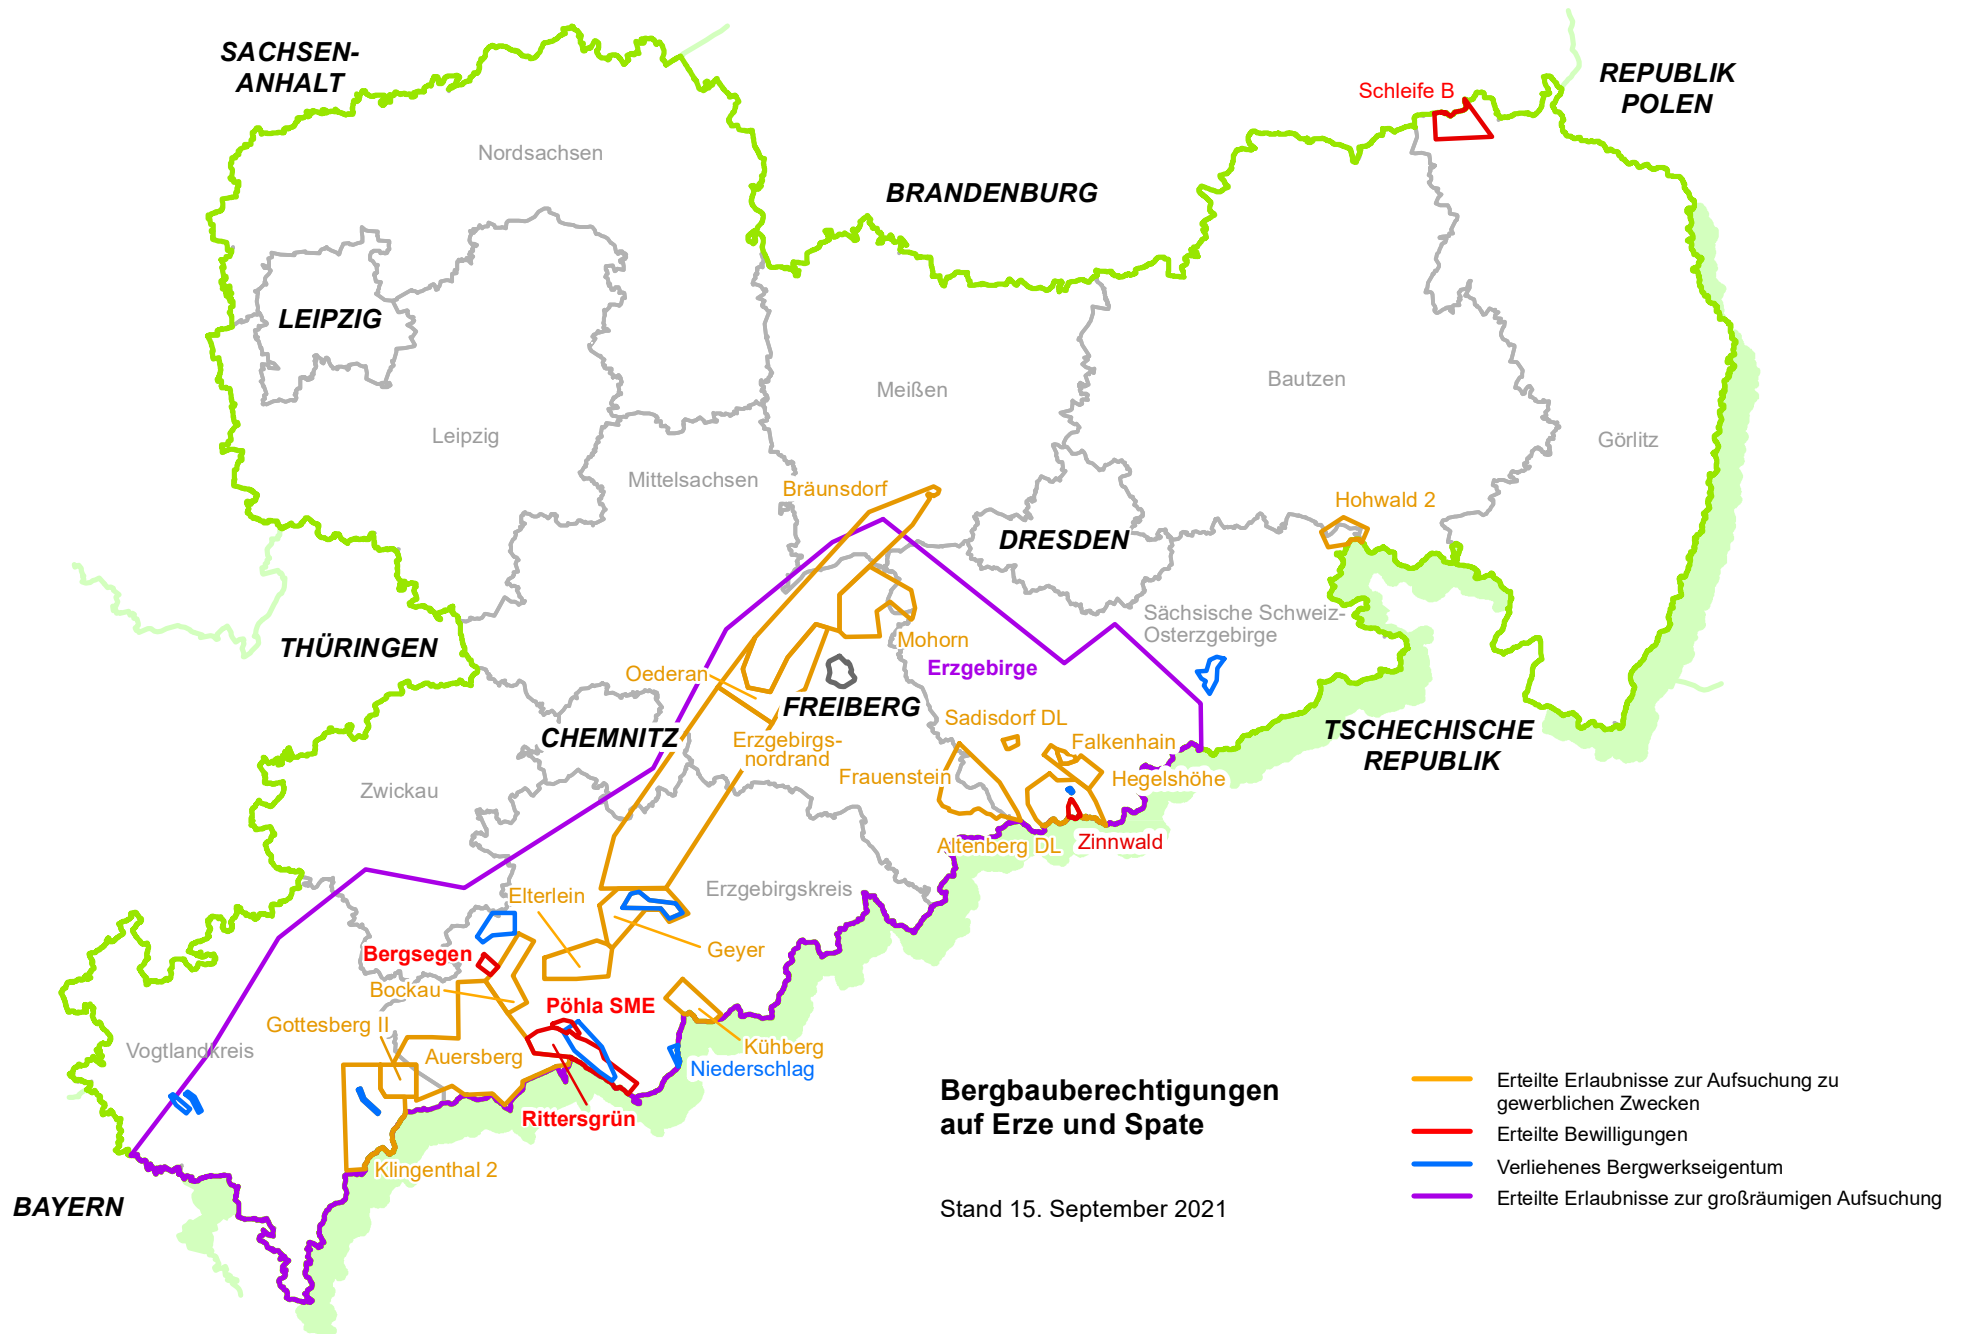 SACHSEN-
ANHALT
REPUBLIK
POLEN
Schleife B
Nordsachsen
BRANDENBURG
LEIPZIG
Meißen
Bautzen
Leipzig
Görlitz
Mittelsachsen
Bräunsdorf
Hohwald 2
DRESDEN
Sächsische Schweiz-
Osterzgebirge
THÜRINGEN
Mohorn
Erzgebirge
Oederan
FREIBERG
Sadisdorf DL
TSCHECHISCHE
REPUBLIK
CHEMNITZ
Erzgebirgs-
nordrand
Falkenhain
Frauenstein
Hegelshöhe
Zwickau
Altenberg DL
Zinnwald
Elterlein
Erzgebirgskreis
Geyer
Bergsegen
Bockau
Pöhla SME
Gottesberg II
Vogtlandkreis
Auersberg
Kühberg
Niederschlag
Rittersgrün
Klingenthal 2
BAYERN
Bergbauberechtigungen
auf Erze und Spate
Stand 15. September 2021
Erteilte Erlaubnisse zur Aufsuchung zu
gewerblichen Zwecken
Erteilte Bewilligungen
Verliehenes Bergwerkseigentum
Erteilte Erlaubnisse zur großräumigen Aufsuchung